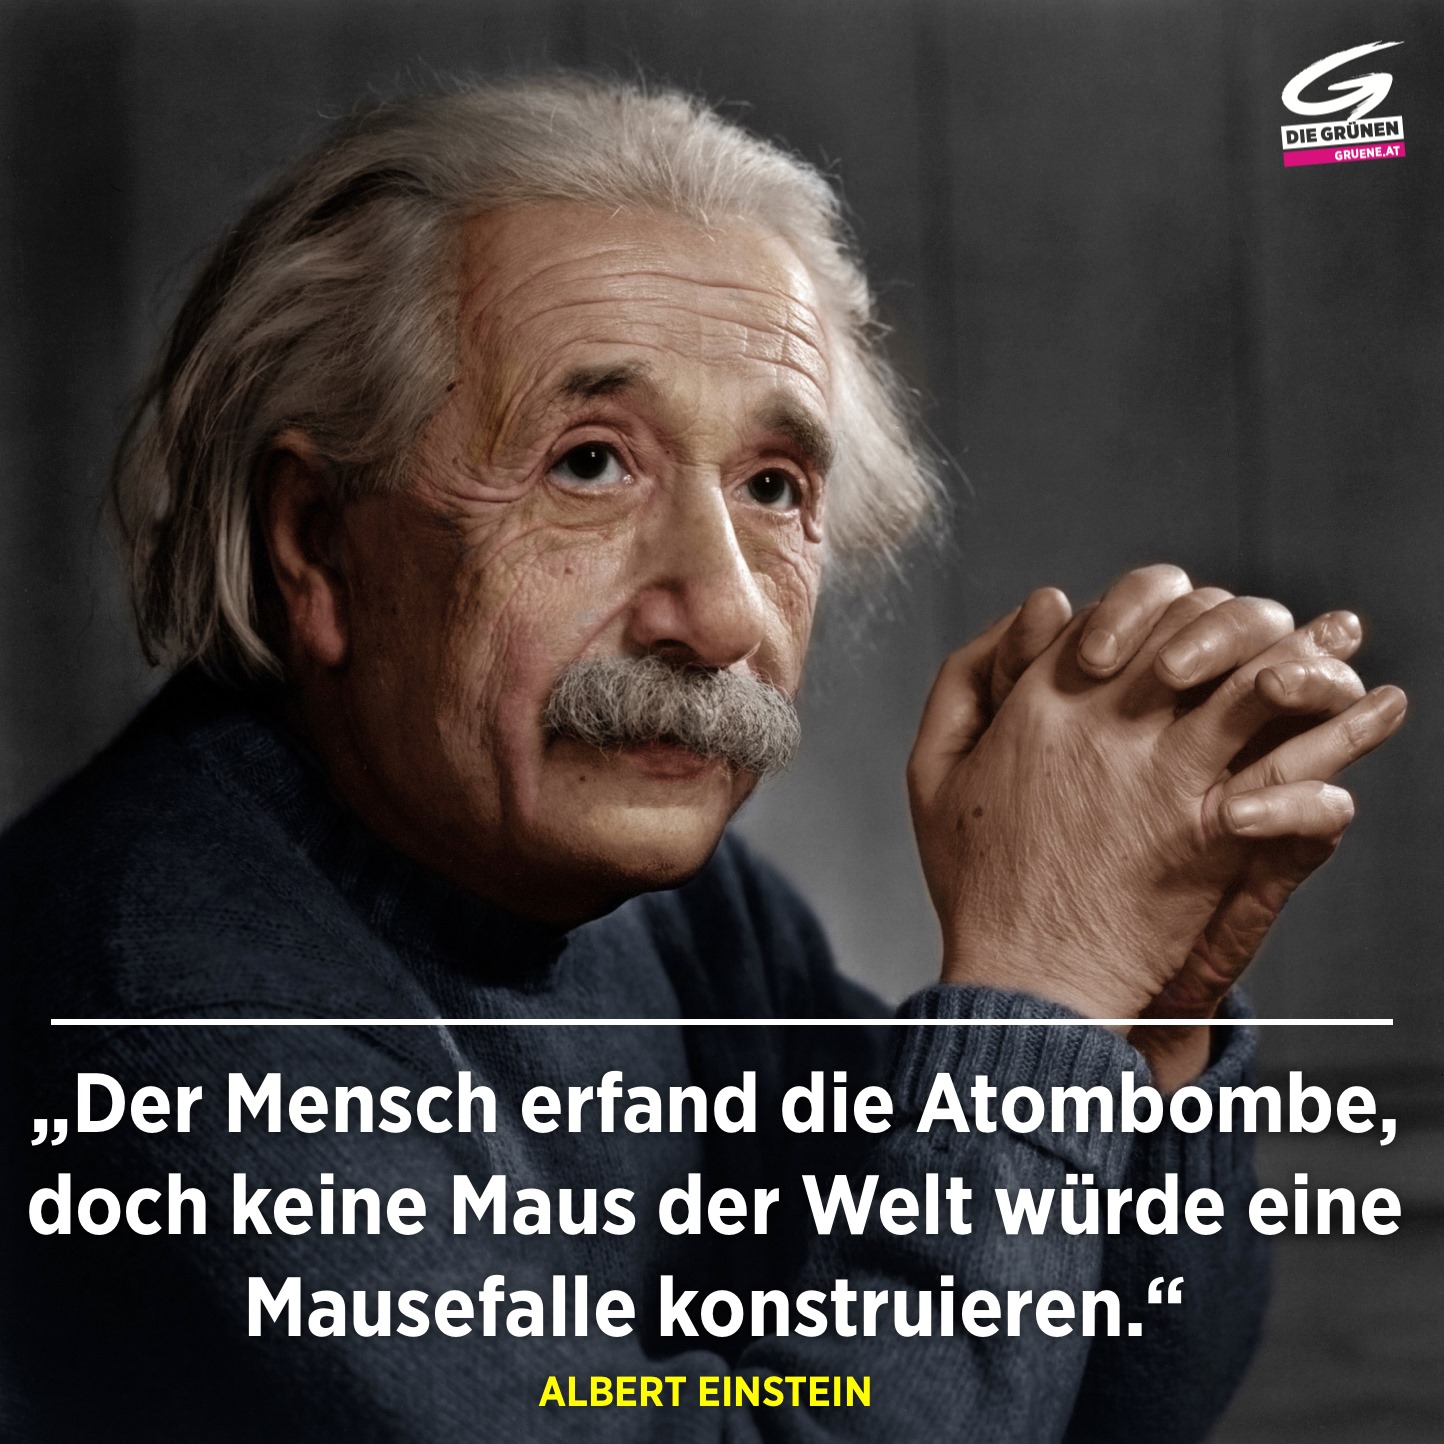 DIE GRÜNEN
GRUENE.AT
„Der Mensch erfand die Atombombe,
doch keine Maus der Welt würde eine
Mausefalle konstruieren.“
ALBERT EINSTEIN